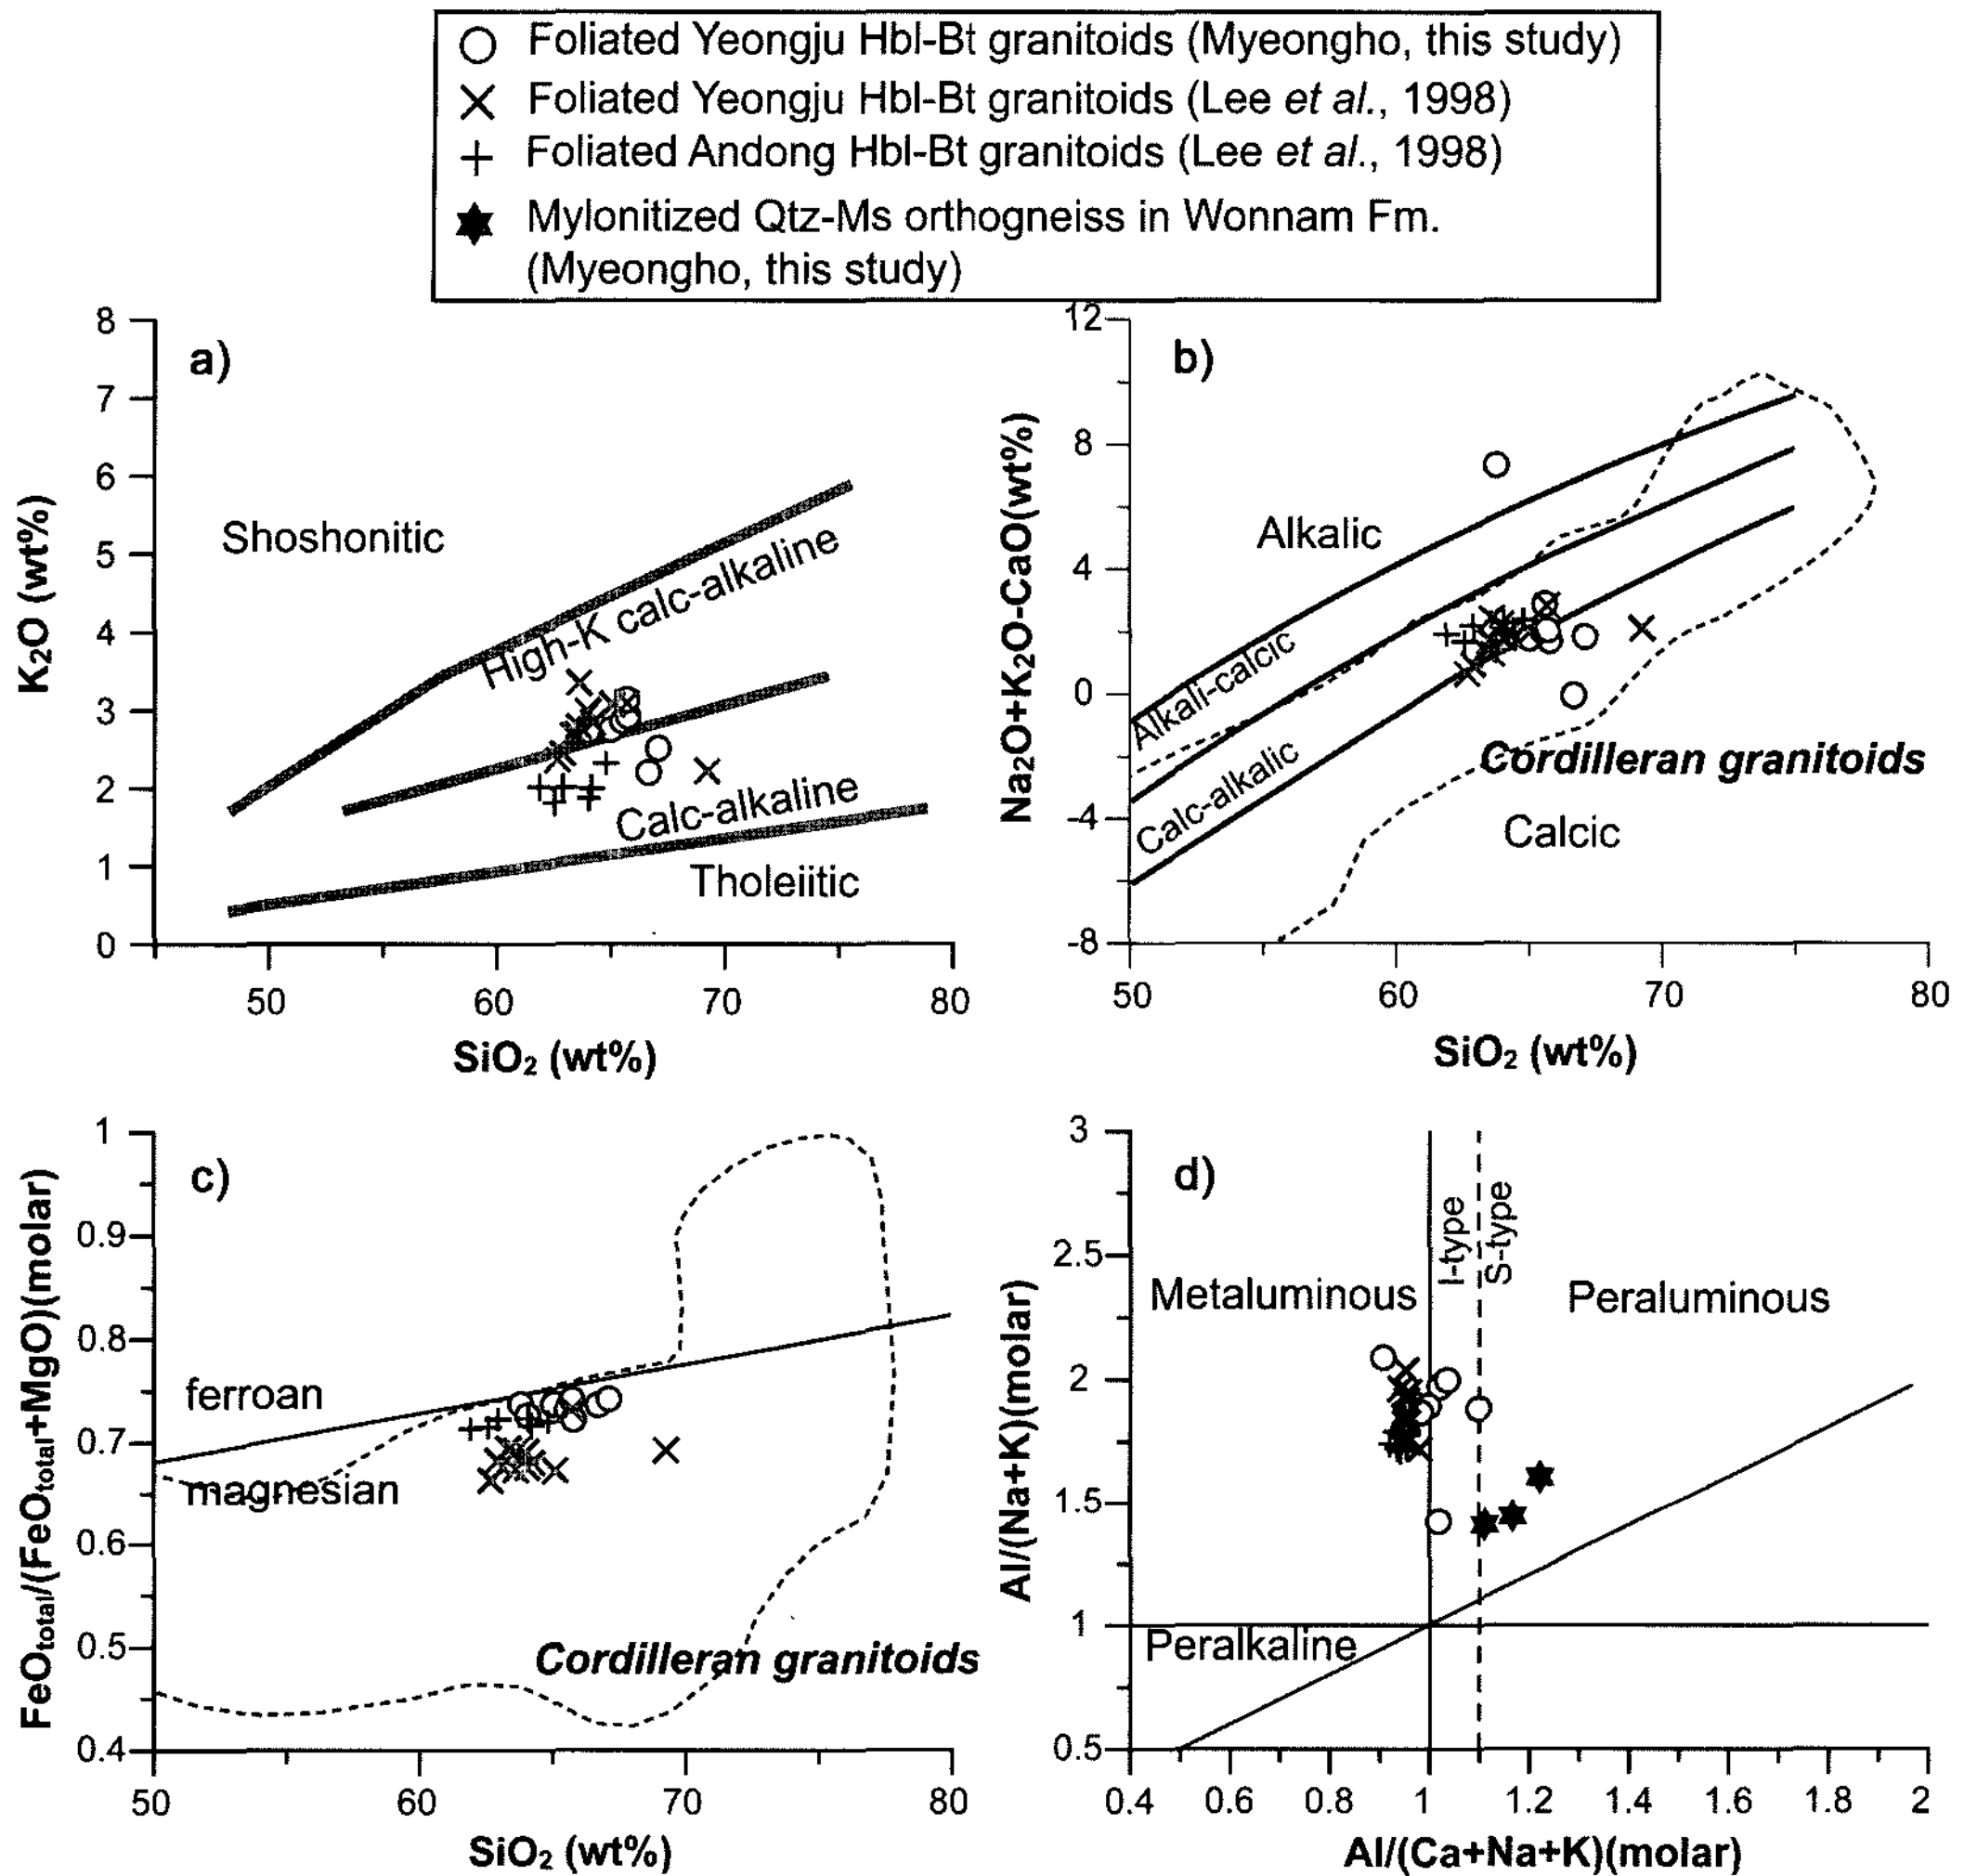 Foliated Yeongju Hbl-Bt granitoids (Myeongho, this study)
Foliated Yeongju Hbl-Bt granitoids (Lee et al., 1998)
Foliated Andong Hbl-Bt granitoids (Lee et al., 1998)
Mylonitized Qtz-Ms orthogneiss in Wonnam Fm.
(Myeongho, this study)
a)
8
7
6
5
4
3
2
1
0
K₂O (wt%)
Shoshonitic
High-K calc-alkaline
Calc-alkaline
Tholeiitic
50
60
70
80
SiO₂ (wt%)
b)
12
8
4
0
-4
-8
Na₂O+K₂O-CaO(wt%)
Alkalic
Alkali-calcic
Calc-alkalic
Cordilleran granitoids
Calcic
50
60
70
80
SiO₂ (wt%)
c)
1
0.9
0.8
0.7
0.6
0.5
0.4
FeOtotal/(FeOtotal+MgO)(molar)
ferroan
magnesian
Cordilleran granitoids
50
60
70
80
SiO₂ (wt%)
d)
3
2.5
2
1.5
1
0.5
Al/(Na+K)(molar)
I-type
S-type
Metaluminous
Peraluminous
Peralkaline
0.4
0.6
0.8
1
1.2
1.4
1.6
1.8
2
Al/(Ca+Na+K)(molar)